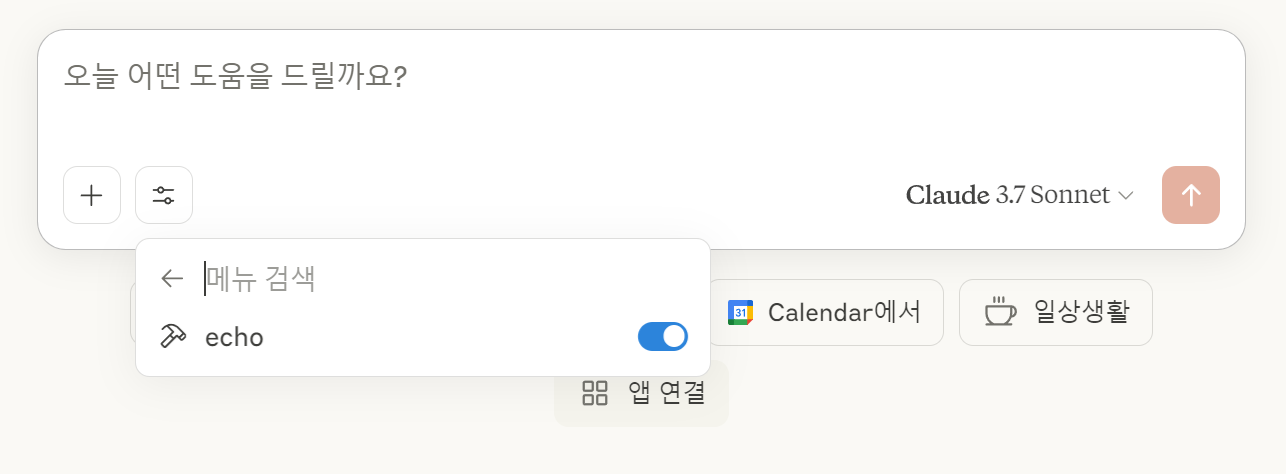 오늘 어떤 도움을 드릴까요?
Claude 3.7 Sonnet
메뉴 검색
echo
31
Calendar에서
일상생활
앱 연결